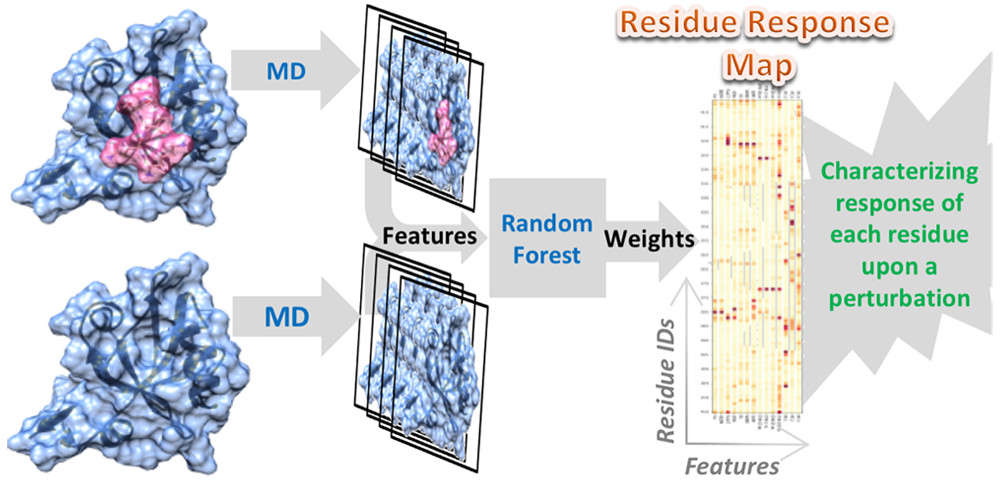 Residue Response
Map
MD
Features
MD
Random
Forest
Weights
Residue IDs
Features
Characterizing
response of
each residue
upon a
perturbation